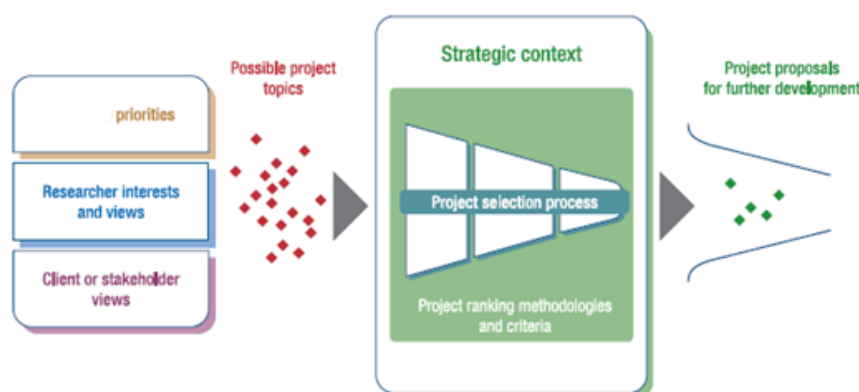 priorities
Researcher interests
and views
Client or stakeholder
views
Possible project
topics
Strategic context
Project selection process
Project ranking methodologies
and criteria
Project proposals
for further development